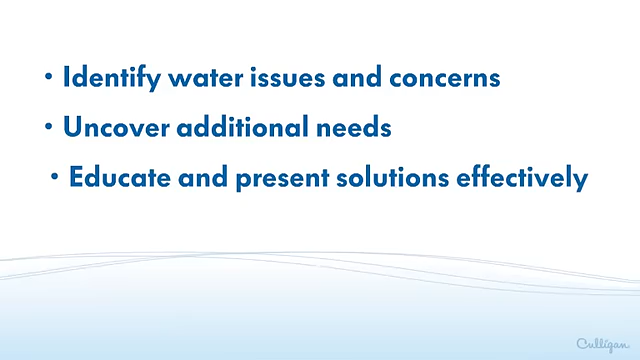 • Identify water issues and concerns
• Uncover additional needs
• Educate and present solutions effectively
Culligan.